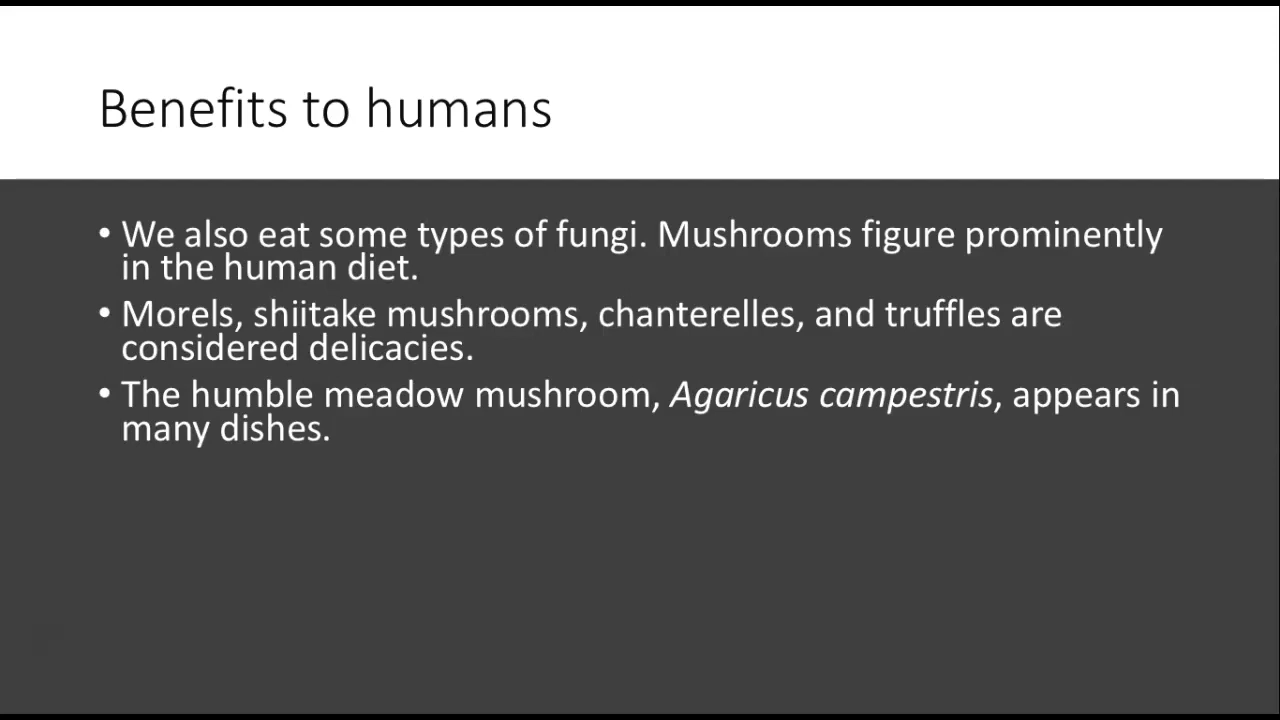 Benefits to humans
• We also eat some types of fungi. Mushrooms figure prominently
in the human diet.
• Morels, shiitake mushrooms, chanterelles, and truffles are
considered delicacies.
• The humble meadow mushroom, Agaricus campestris, appears in
many dishes.